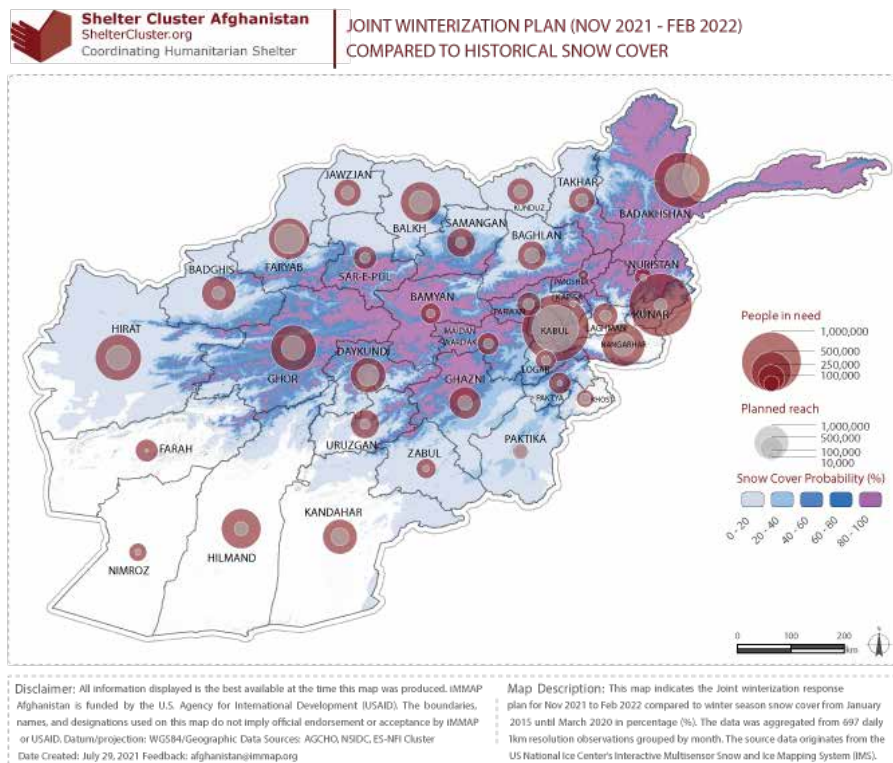 Shelter Cluster Afghanistan
ShelterCluster.org
Coordinating Humanitarian Shelter
JOINT WINTERIZATION PLAN (NOV 2021 - FEB 2022)
COMPARED TO HISTORICAL SNOW COVER
JAWZJAN
TAKHAR
KUNDUZ
BALKH
BADAKHSHAN
SAMANGAN
BAGHLAN
FARYAB
BADGHIS
SAR-E-PUL
NURISTAN
PANJSHER
KAPISA
BAMYAN
PARWAN
KUNAR
LAGHMAN
HIRAT
KABUL
MAIDAN
WARDAK
NANGARHAR
DAYKUNDI
LOGAR
GHOR
GHAZNI
PAKTYA
KHOST
URUZGAN
PAKTIKA
FARAH
ZABUL
KANDAHAR
HILMAND
NIMROZ
People in need
1,000,000
500,000
250,000
100,000
Planned reach
1,000,000
500,000
100,000
10,000
Snow Cover Probability (%)
0 - 20
20 - 40
40 - 60
60 - 80
80 - 100
N
0 100 200
km
Disclaimer: All information displayed is the best available at the time this map was produced. iMMAP
Afghanistan is funded by the U.S. Agency for International Development (USAID). The boundaries,
names, and designations used on this map do not imply official endorsement or acceptance by iMMAP
or USAID. Datum/projection: WGS84/Geographic Data Sources: AGCHO, NSIDC, ES-NFI Cluster
Date Created: July 29, 2021 Feedback: afghanistan@immap.org
Map Description: This map indicates the Joint winterization response
plan for Nov 2021 to Feb 2022 compared to winter season snow cover from January
2015 until March 2020 in percentage (%). The data was aggregated from 697 daily
1km resolution observations grouped by month. The source data originates from the
US National Ice Center's Interactive Multisensor Snow and Ice Mapping System (IMS).